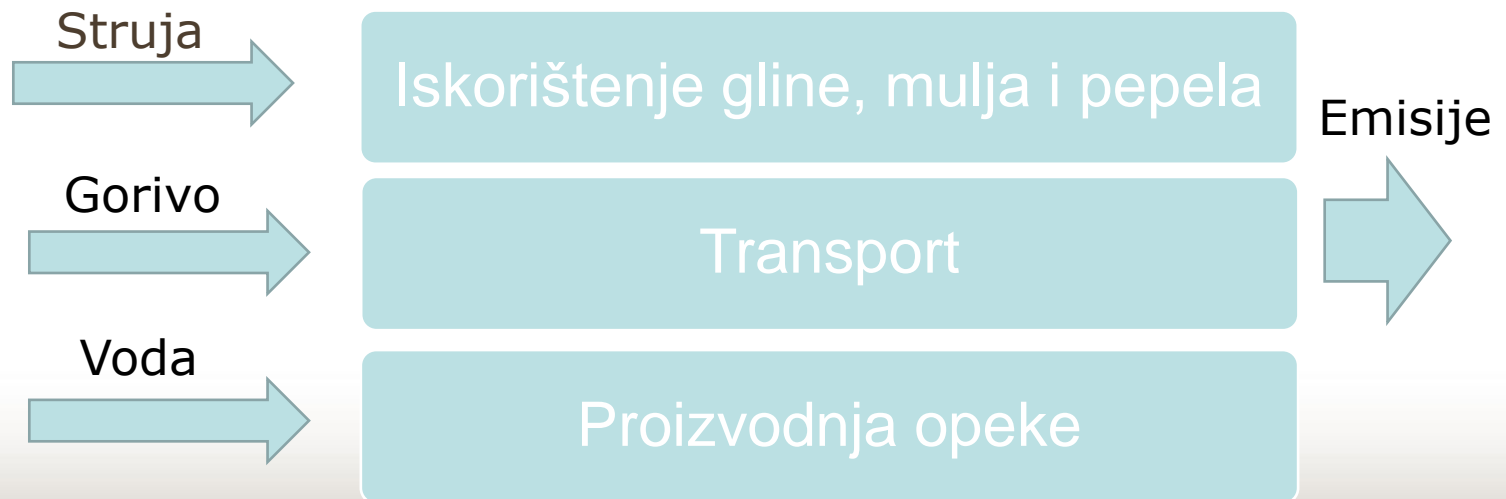 Struja
Iskorištenje gline, mulja i pepela
Emisije
Gorivo
Transport
Voda
Proizvodnja opeke